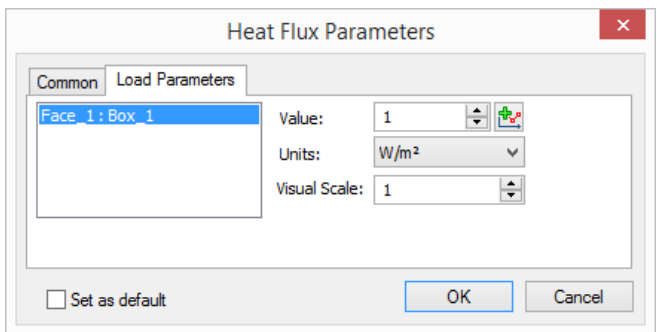 Heat Flux Parameters
Common Load Parameters
Face_1 : Box_1
Value: 1
Units: W/m²
Visual Scale: 1
Set as default OK Cancel